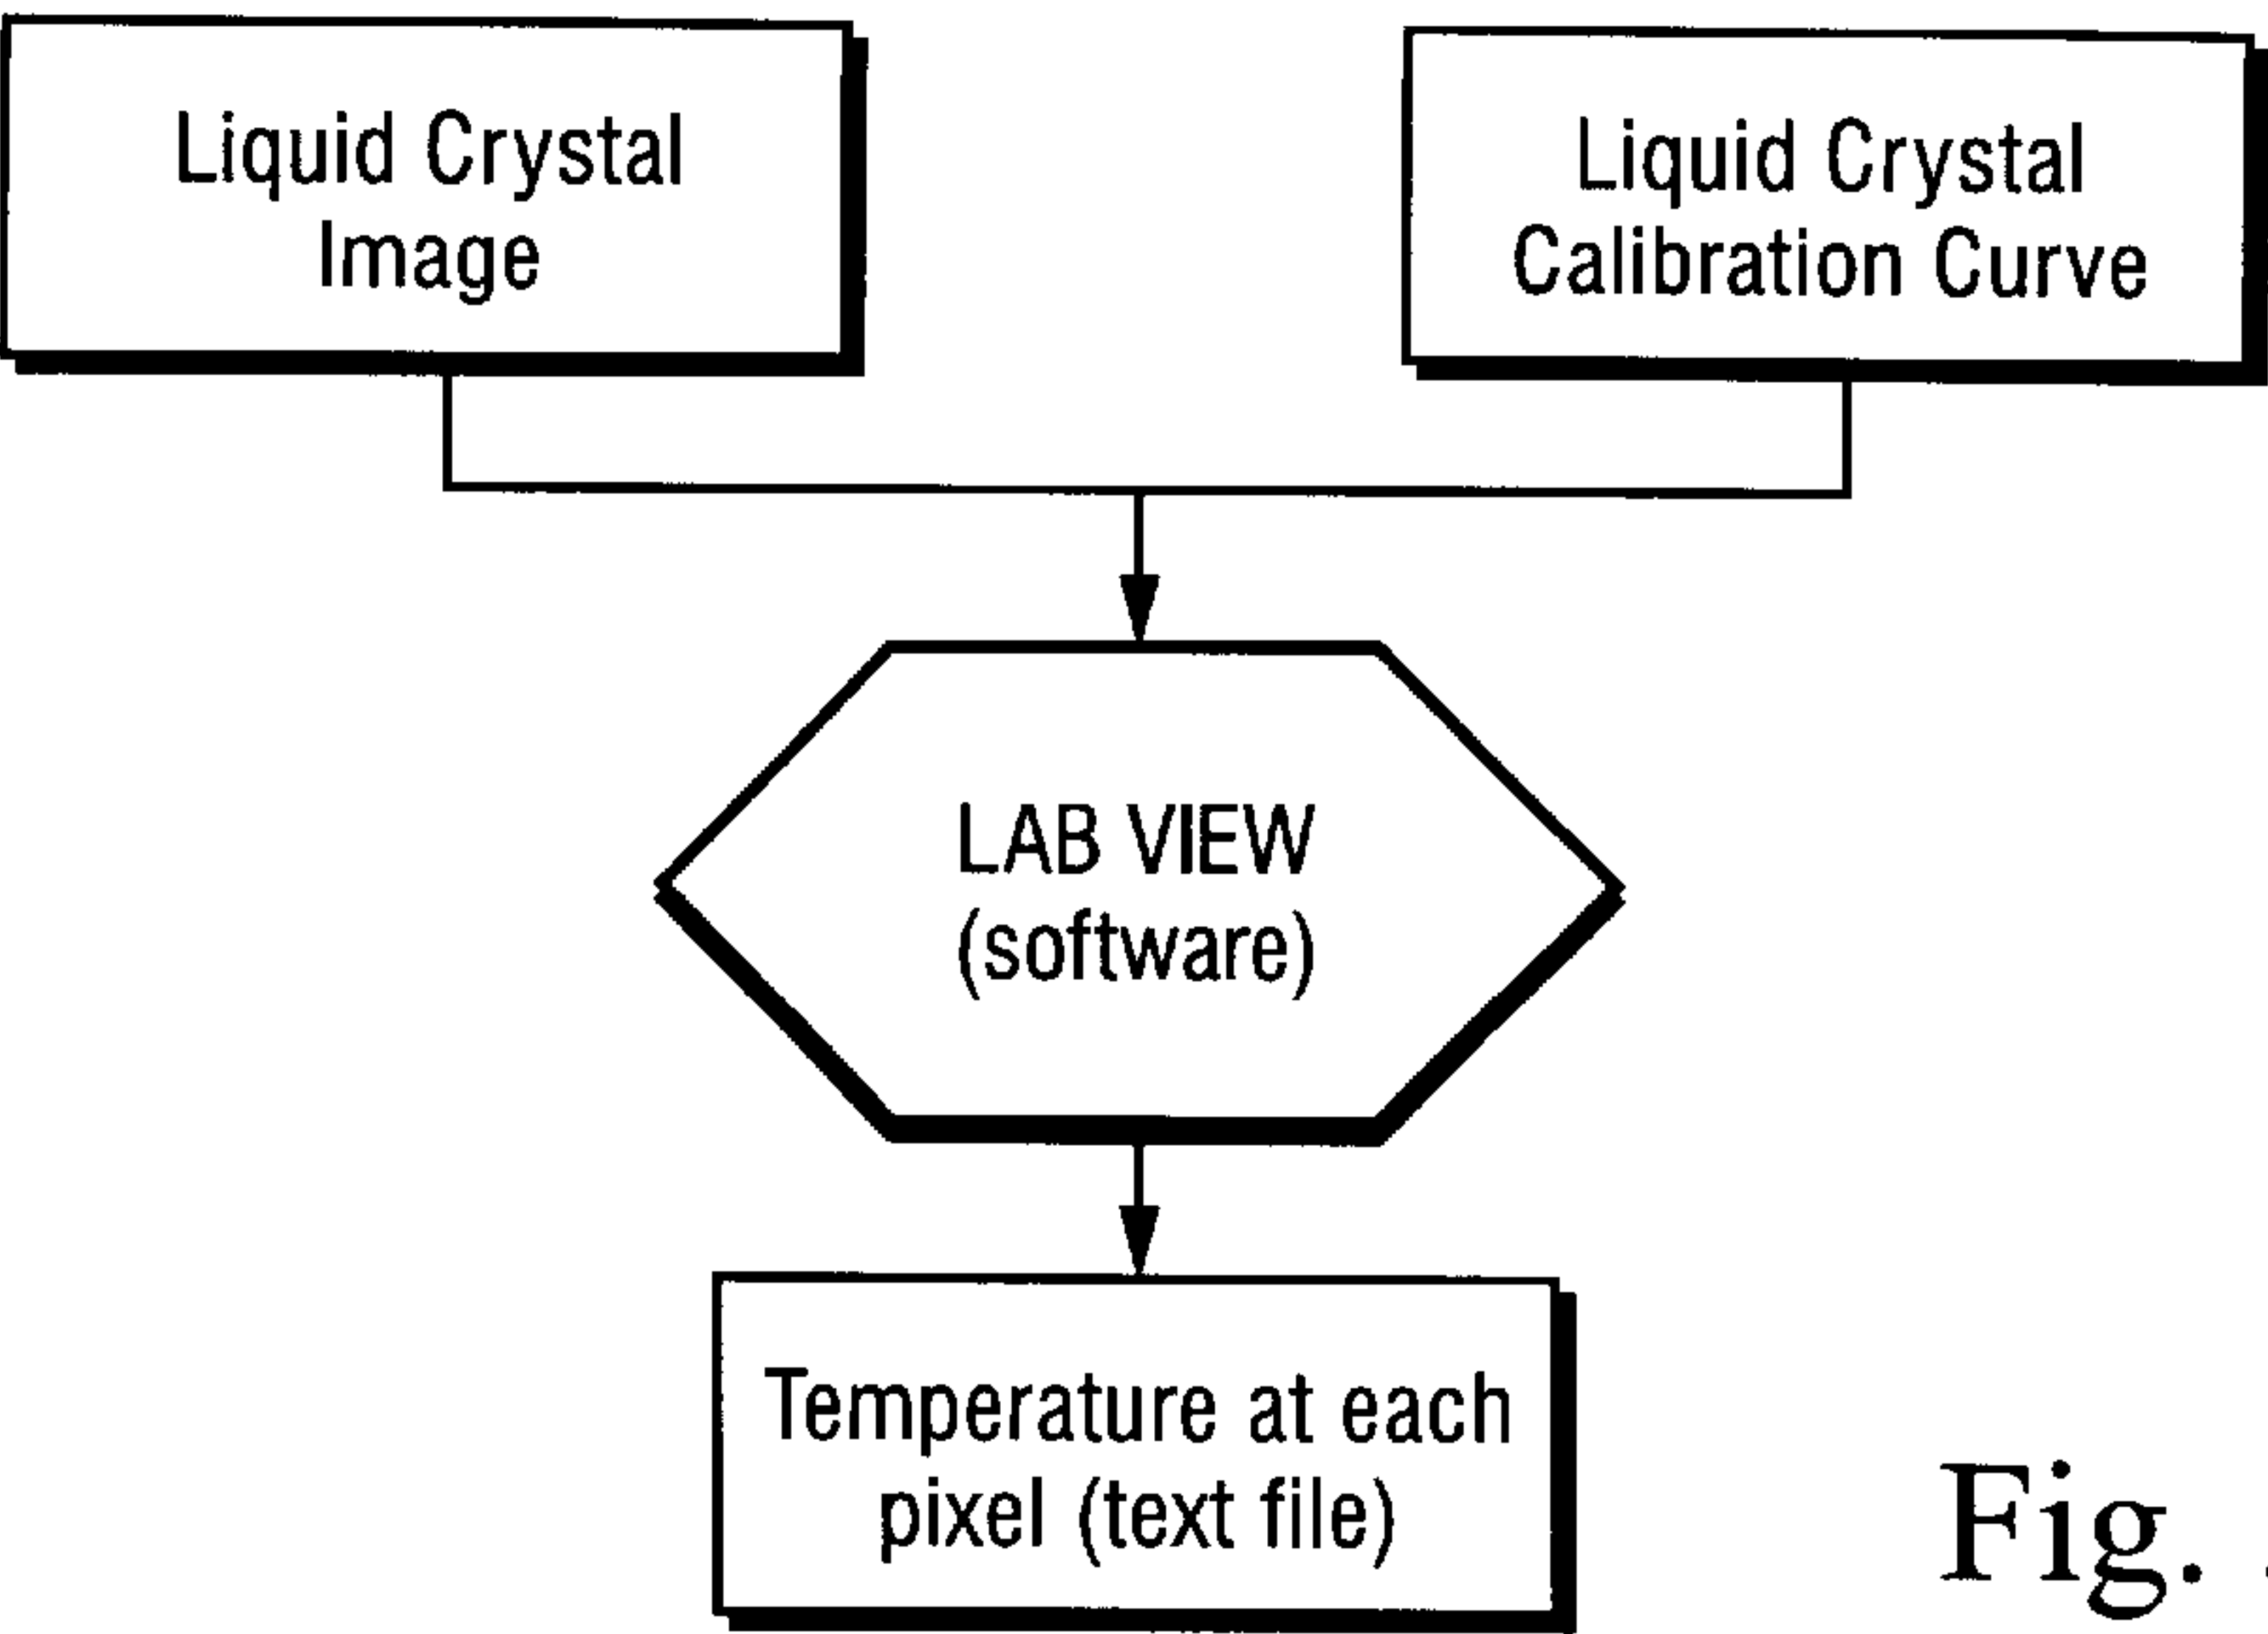 Liquid Crystal
Image
Liquid Crystal
Calibration Curve
LAB VIEW
(software)
Temperature at each
pixel (text file)
Fig.